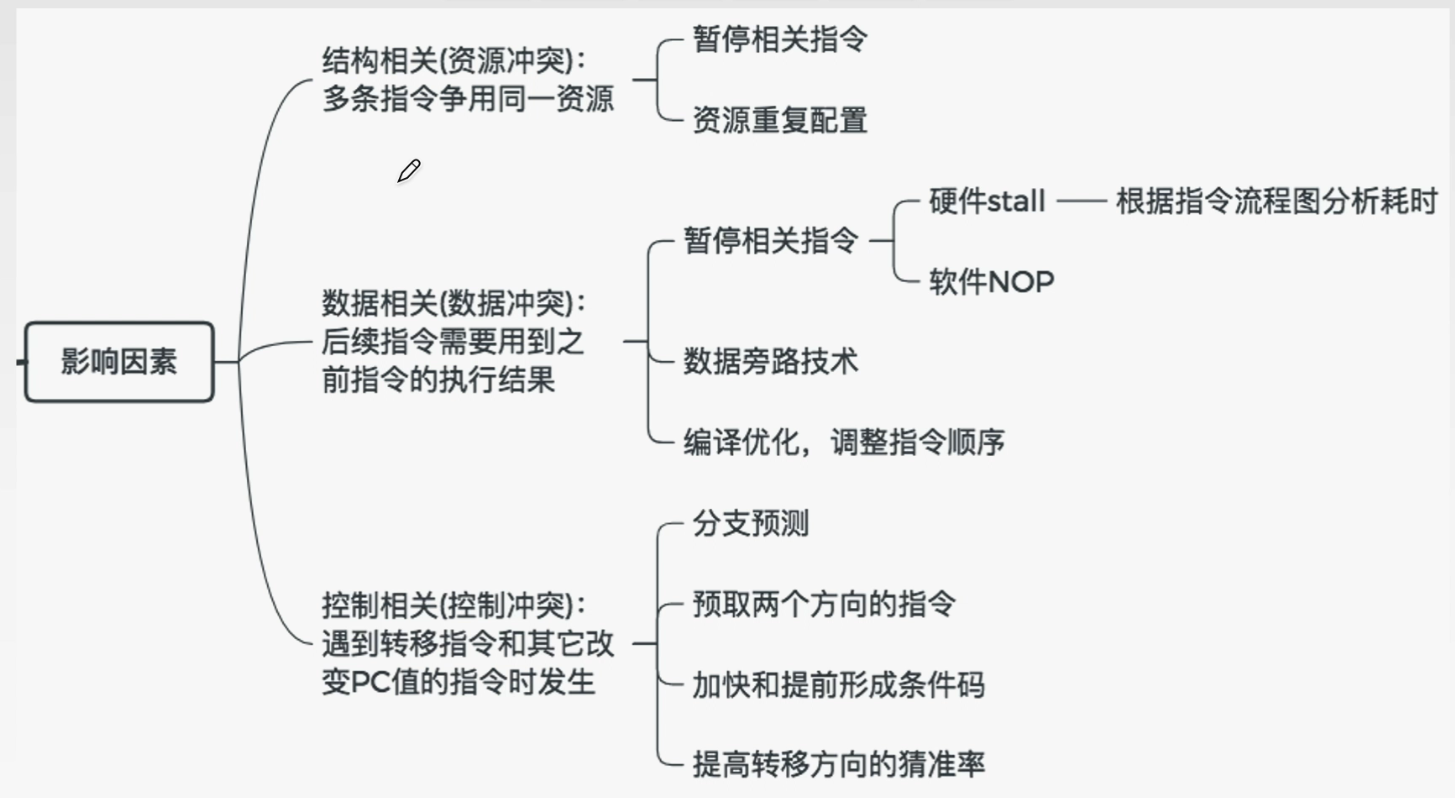 影响因素
结构相关(资源冲突)：
多条指令争用同一资源
暂停相关指令
资源重复配置
数据相关(数据冲突)：
后续指令需要用到之
前指令的执行结果
暂停相关指令
硬件stall
根据指令流程图分析耗时
软件NOP
数据旁路技术
编译优化，调整指令顺序
控制相关(控制冲突)：
遇到转移指令和其它改
变PC值的指令时发生
分支预测
预取两个方向的指令
加快和提前形成条件码
提高转移方向的猜准率